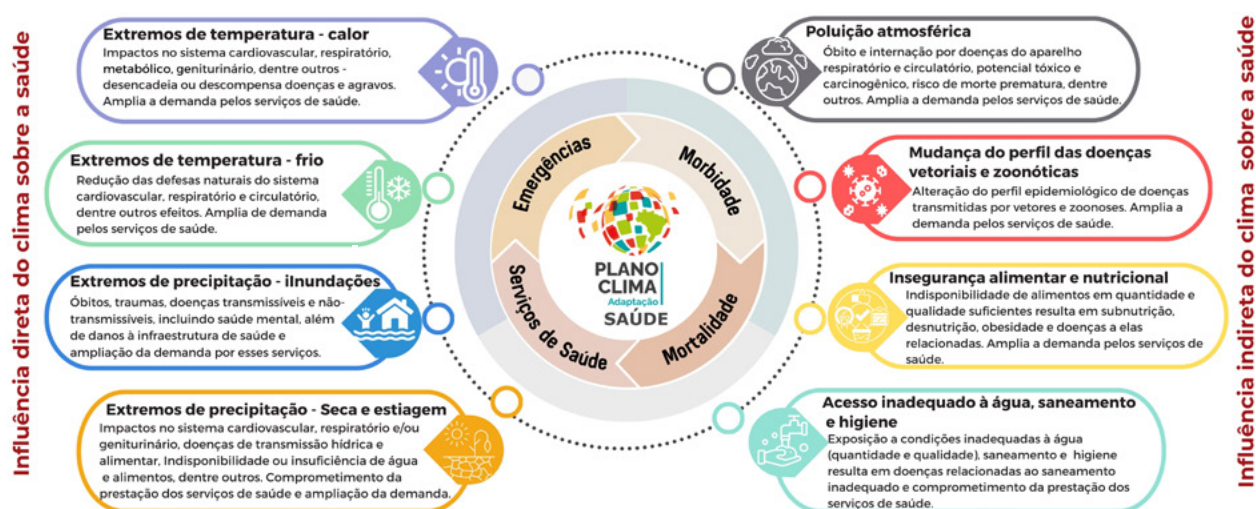 Influência direta do clima sobre a saúde
Extremos de temperatura - calor
Impactos no sistema cardiovascular, respiratório,
metabólico, geniturinário, dentre outros -
desencadeia ou descompensa doenças e agravos.
Amplia a demanda pelos serviços de saúde.
Extremos de temperatura - frio
Redução das defesas naturais do sistema
cardiovascular, respiratório e circulatório,
dentre outros efeitos. Amplia de demanda
pelos serviços de saúde.
Extremos de precipitação - iInundações
Óbitos, traumas, doenças transmissíveis e não-
transmissíveis, incluindo saúde mental, além
de danos à infraestrutura de saúde e
ampliação da demanda por esses serviços.
Extremos de precipitação - Seca e estiagem
Impactos no sistema cardiovascular, respiratório e/ou
geniturinário, doenças de transmissão hídrica e
alimentar, Indisponibilidade ou insuficiência de água
e alimentos, dentre outros. Comprometimento da
prestação dos serviços de saúde e ampliação da demanda.
Emergências
Morbidade
Mortalidade
Serviços de Saúde
PLANO
CLIMA
Adaptação
SAÚDE
Poluição atmosférica
Óbito e internação por doenças do aparelho
respiratório e circulatório, potencial tóxico e
carcinogênico, risco de morte prematura, dentre
outros. Amplia a demanda pelos serviços de saúde.
Mudança do perfil das doenças
vetoriais e zoonóticas
Alteração do perfil epidemiológico de doenças
transmitidas por vetores e zoonoses. Amplia a
demanda pelos serviços de saúde.
Insegurança alimentar e nutricional
Indisponibilidade de alimentos em quantidade e
qualidade suficientes resulta em subnutrição,
desnutrição, obesidade e doenças a elas
relacionadas. Amplia a demanda pelos serviços de
saúde.
Acesso inadequado à água, saneamento
e higiene
Exposição a condições inadequadas à água
(quantidade e qualidade), saneamento e higiene
resulta em doenças relacionadas ao saneamento
inadequado e comprometimento da prestação dos
serviços de saúde.
Influência indireta do clima sobre a saúde